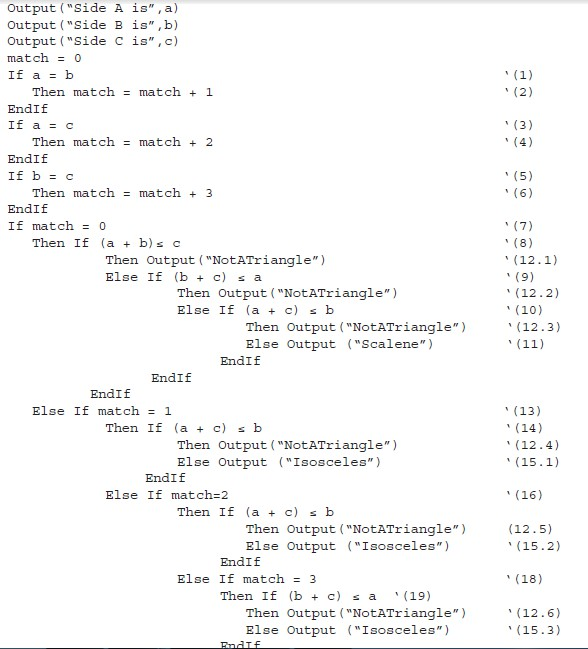 Output("Side A is",a)
Output("Side B is",b)
Output("Side C is",c)
match = 0
If a = b '(1)
Then match = match + 1 '(2)
EndIf
If a = c '(3)
Then match = match + 2 '(4)
EndIf
If b = c '(5)
Then match = match + 3 '(6)
EndIf
If match = 0 '(7)
Then If (a + b)≤ c '(8)
Then Output("NotATriangle") '(12.1)
Else If (b + c) ≤ a '(9)
Then Output("NotATriangle") '(12.2)
Else If (a + c) ≤ b '(10)
Then Output("NotATriangle") '(12.3)
Else Output ("Scalene") '(11)
EndIf
EndIf
EndIf
Else If match = 1 '(13)
Then If (a + c) ≤ b '(14)
Then Output("NotATriangle") '(12.4)
Else Output ("Isosceles") '(15.1)
EndIf
Else If match=2 '(16)
Then If (a + c) ≤ b
Then Output("NotATriangle") (12.5)
Else Output ("Isosceles") '(15.2)
EndIf
Else If match = 3 '(18)
Then If (b + c) ≤ a '(19)
Then Output("NotATriangle") '(12.6)
Else Output ("Isosceles") '(15.3)
EndIf